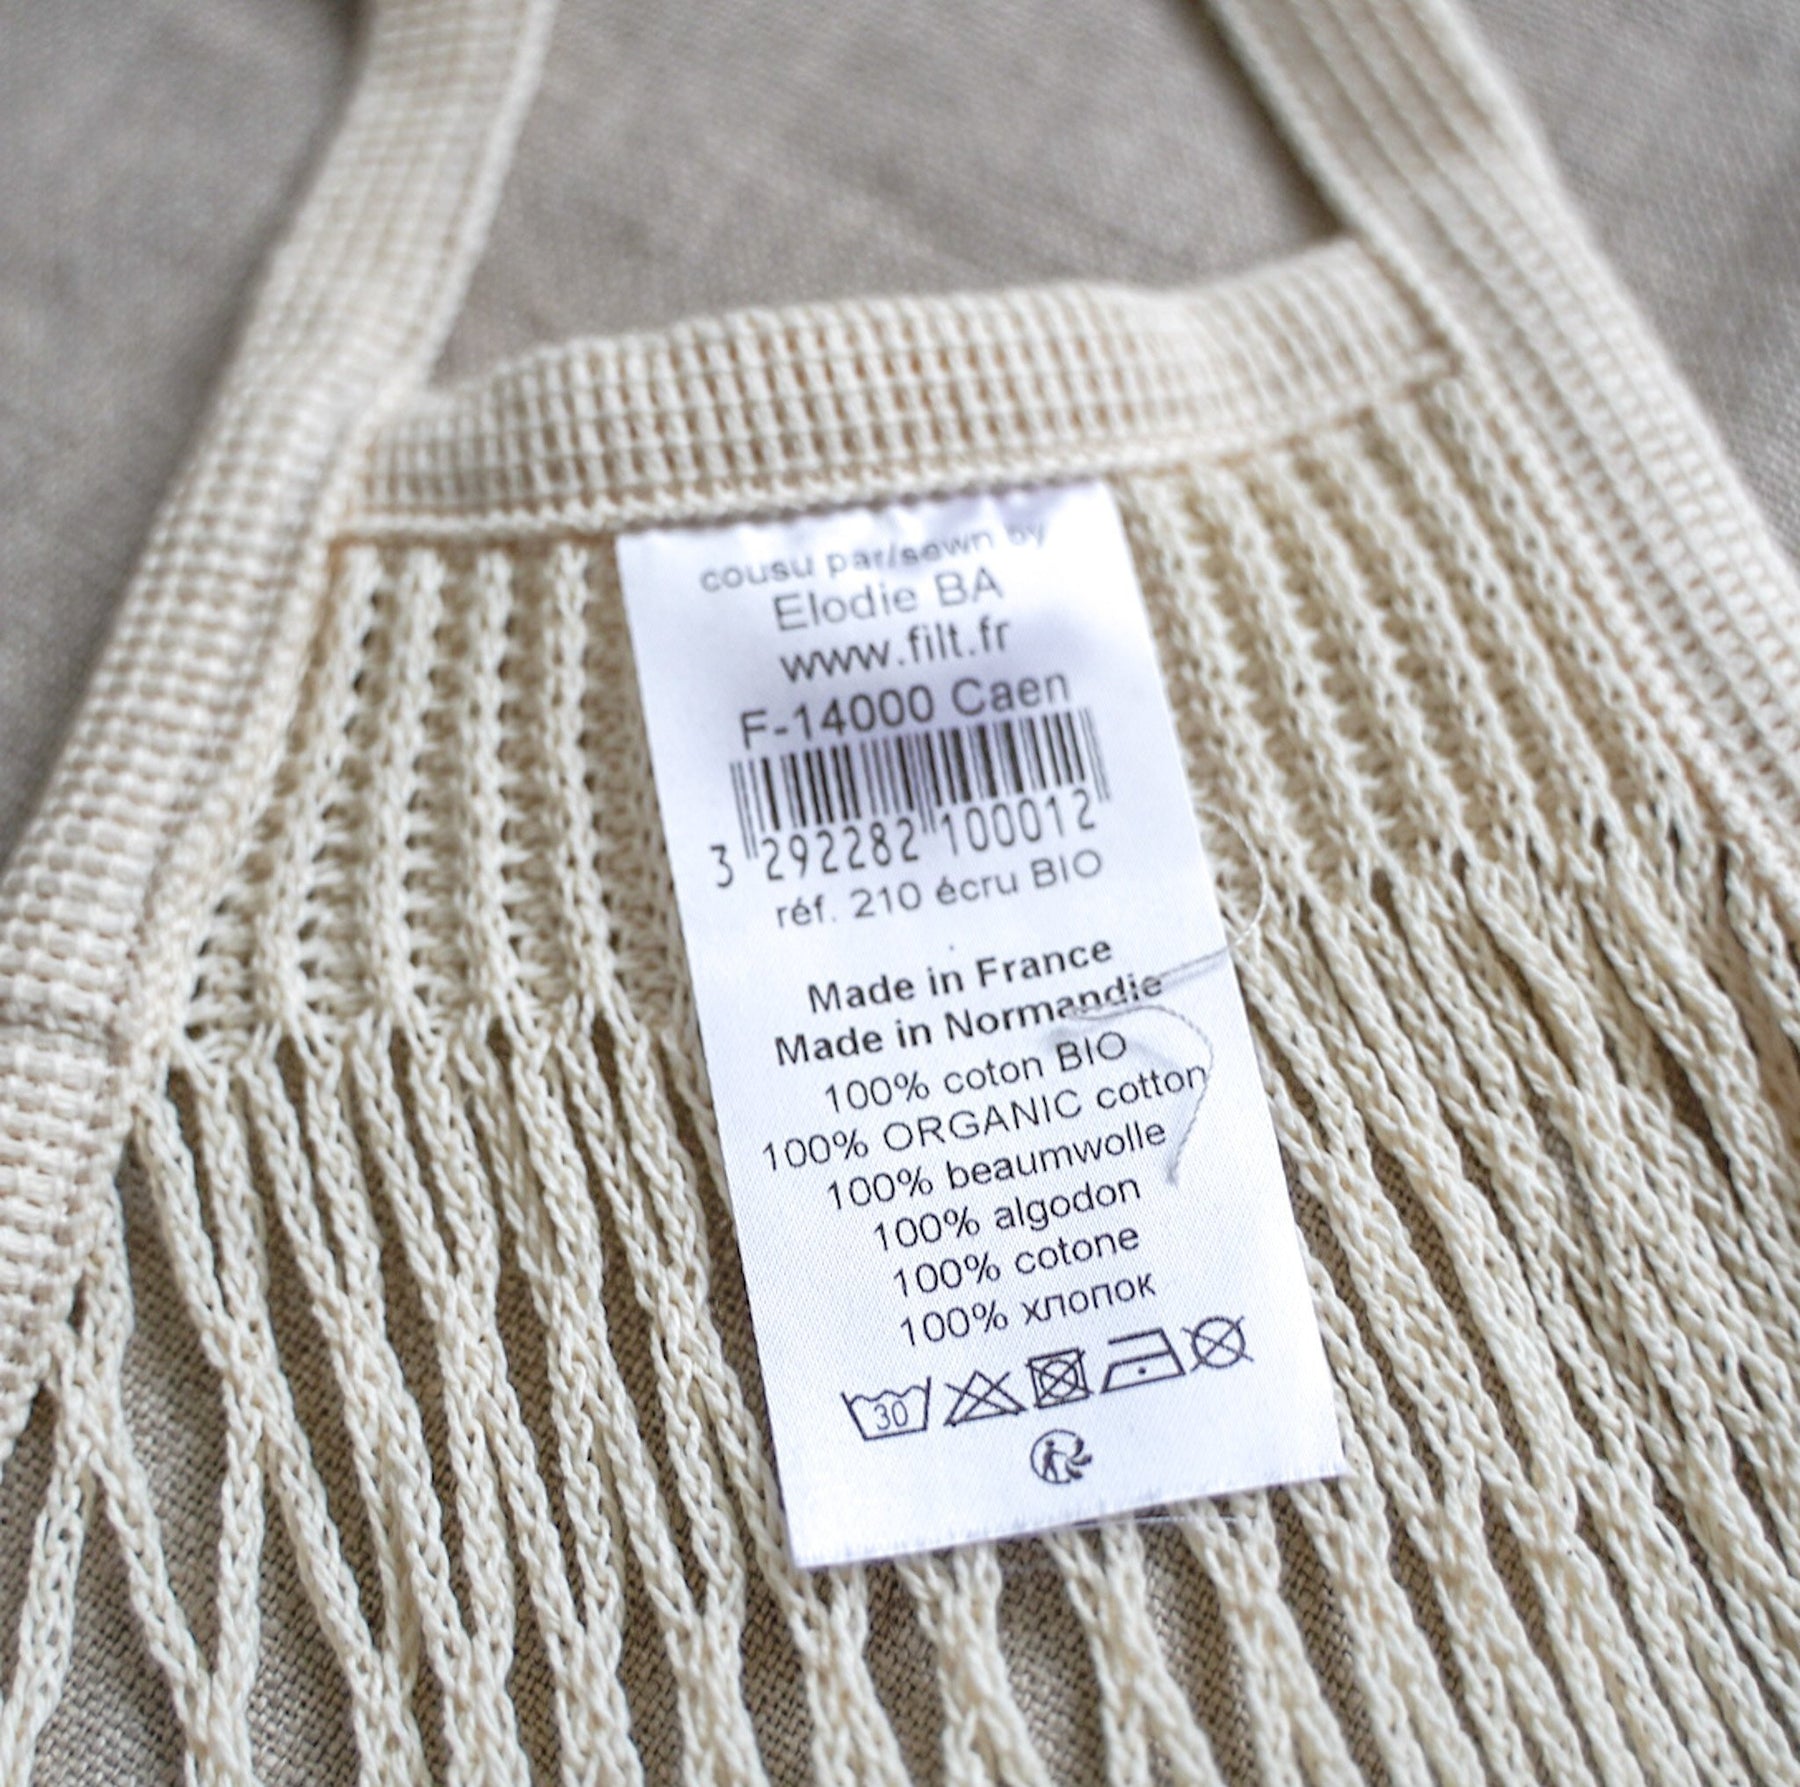 cousu par/sewn by
Elodie BA
www.filt.fr
F-14000 Caen
3 292282 100012
réf. 210 écru BIO
Made in France
Made in Normandie
100% coton BIO
100% ORGANIC cotton
100% beaumwolle
100% algodon
100% cotone
100% хлопок
30